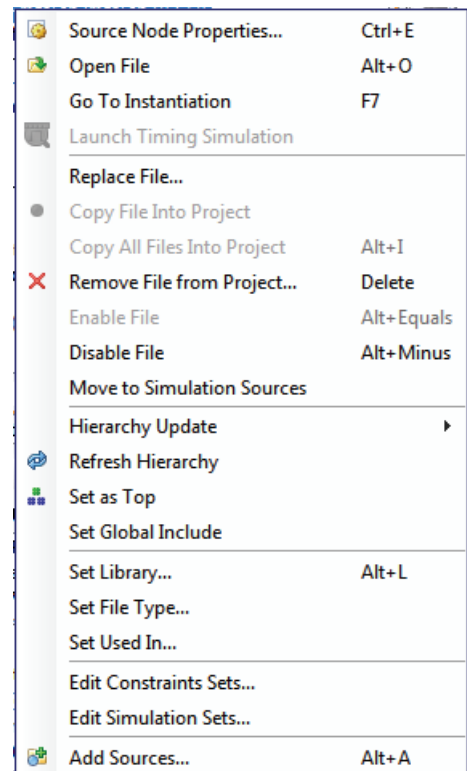 Source Node Properties... Ctrl+E
Open File Alt+O
Go To Instantiation F7
Launch Timing Simulation
Replace File...
Copy File Into Project
Copy All Files Into Project Alt+I
Remove File from Project... Delete
Enable File Alt+Equals
Disable File Alt+Minus
Move to Simulation Sources
Hierarchy Update
Refresh Hierarchy
Set as Top
Set Global Include
Set Library... Alt+L
Set File Type...
Set Used In...
Edit Constraints Sets...
Edit Simulation Sets...
Add Sources... Alt+A